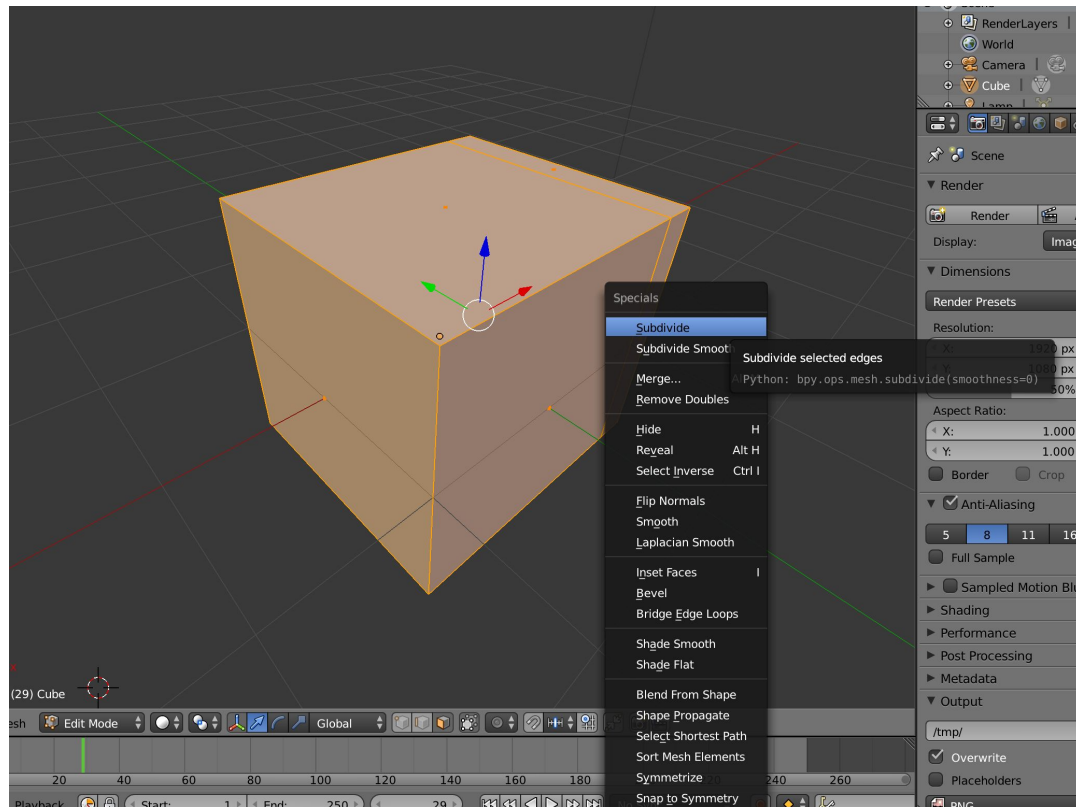 RenderLayers
World
Camera
Cube
Lamp
Scene
Render
Render
Display:
Dimensions
Render Presets
Resolution:
Aspect Ratio:
X: 1.000
Y: 1.000
Border Crop
Anti-Aliasing
5 8 11 16
Full Sample
Sampled Motion Blu
Shading
Performance
Post Processing
Metadata
Output
/tmp/
Overwrite
Placeholders
PNG
Specials
Subdivide
Subdivide Smooth
Merge...
Remove Doubles
Hide H
Reveal Alt H
Select Inverse Ctrl I
Flip Normals
Smooth
Laplacian Smooth
Inset Faces I
Bevel
Bridge Edge Loops
Shade Smooth
Shade Flat
Blend From Shape
Shape Propagate
Select Shortest Path
Sort Mesh Elements
Symmetrize
Snap to Symmetry
Subdivide selected edges
Python: bpy.ops.mesh.subdivide(smoothness=0)
(29) Cube
Edit Mode Global
20 40 60 80 100 120 140 160 180 240 260
Playback Start: 1 End: 250 29